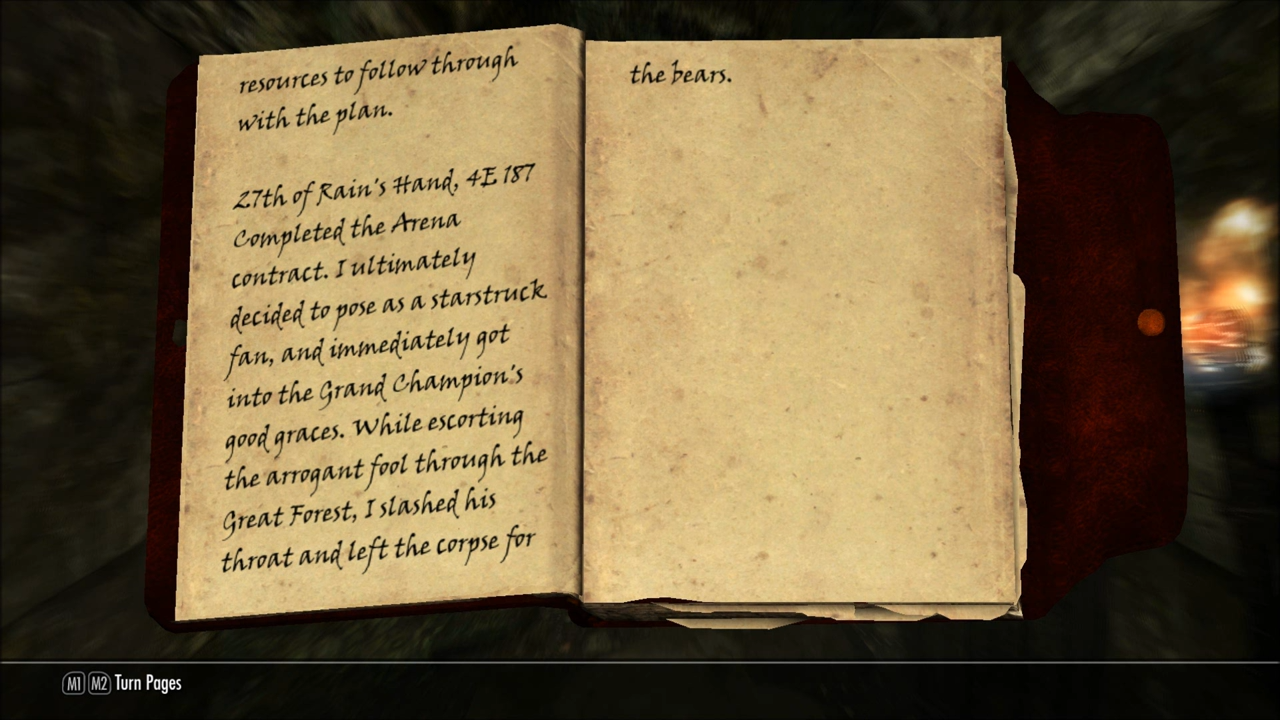 resources to follow through
with the plan.
27th of Rain's Hand, 4E 187
Completed the Arena
contract. I ultimately
decided to pose as a starstruck
fan, and immediately got
into the Grand Champion's
good graces. While escorting
the arrogant fool through the
Great Forest, I slashed his
throat and left the corpse for
the bears.
M1 M2 Turn Pages